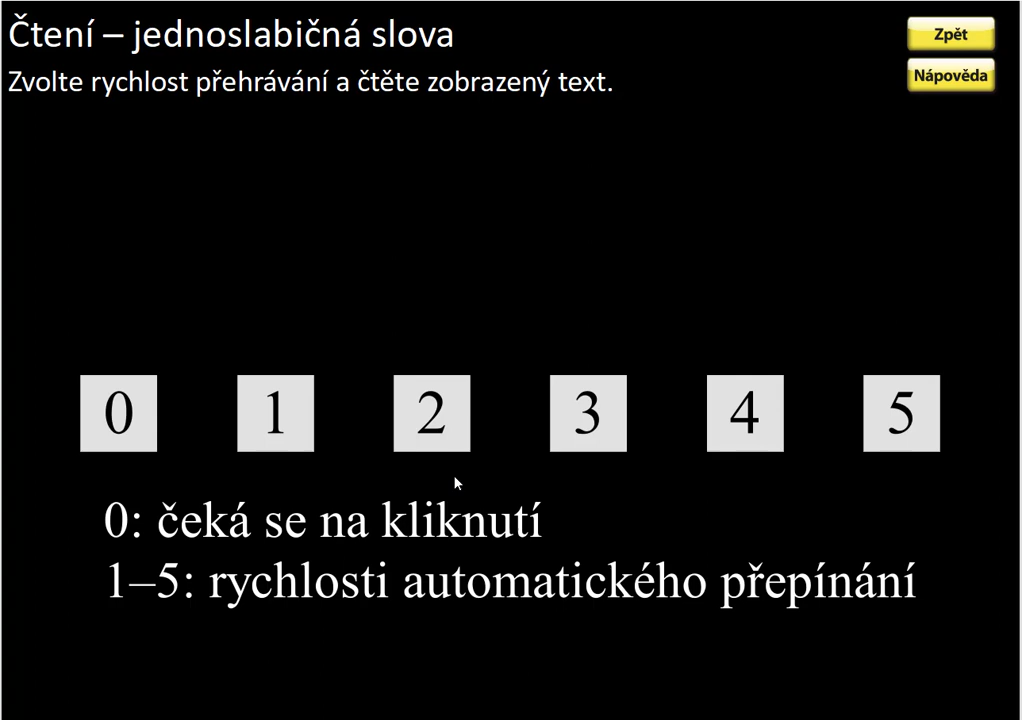 Čtení – jednoslabičná slova
Zpět
Zvolte rychlost přehrávání a čtěte zobrazený text.
Nápověda
0 1 2 3 4 5
0: čeká se na kliknutí
1–5: rychlosti automatického přepínání